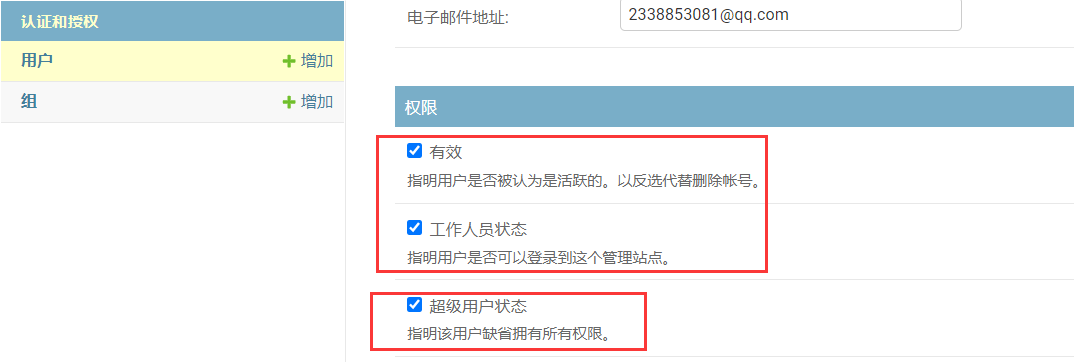 认证和授权
用户
增加
组
增加
电子邮件地址:
2338853081@qq.com
权限
有效
指明用户是否被认为是活跃的。以反选代替删除帐号。
工作人员状态
指明用户是否可以登录到这个管理站点。
超级用户状态
指明该用户缺省拥有所有权限。